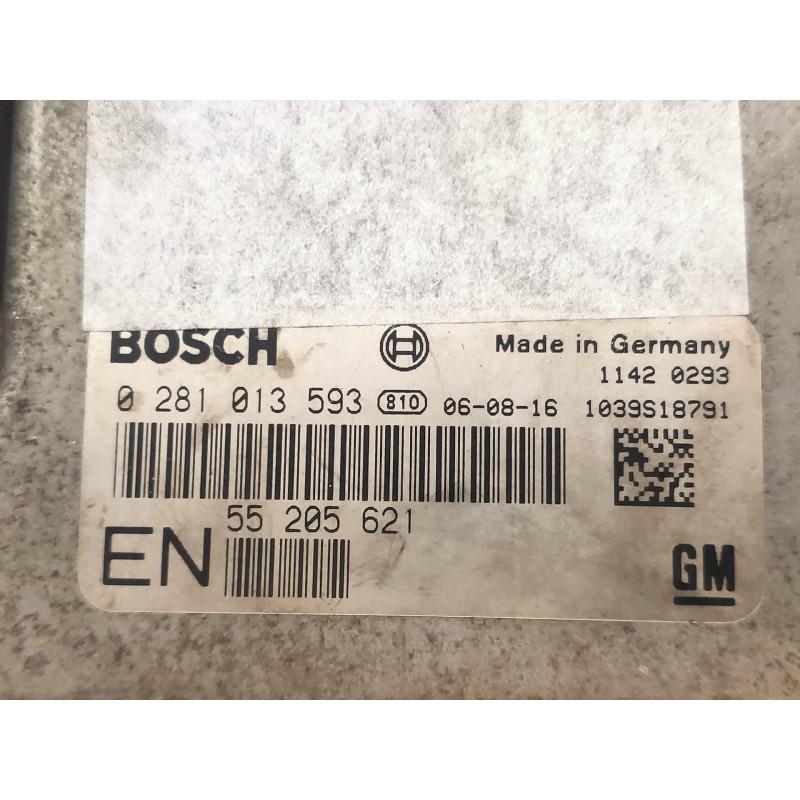 BOSCH Made in Germany
1142 0293
0 281 013 593 810 06-08-16 1039S18791
55 205 621
EN
GM